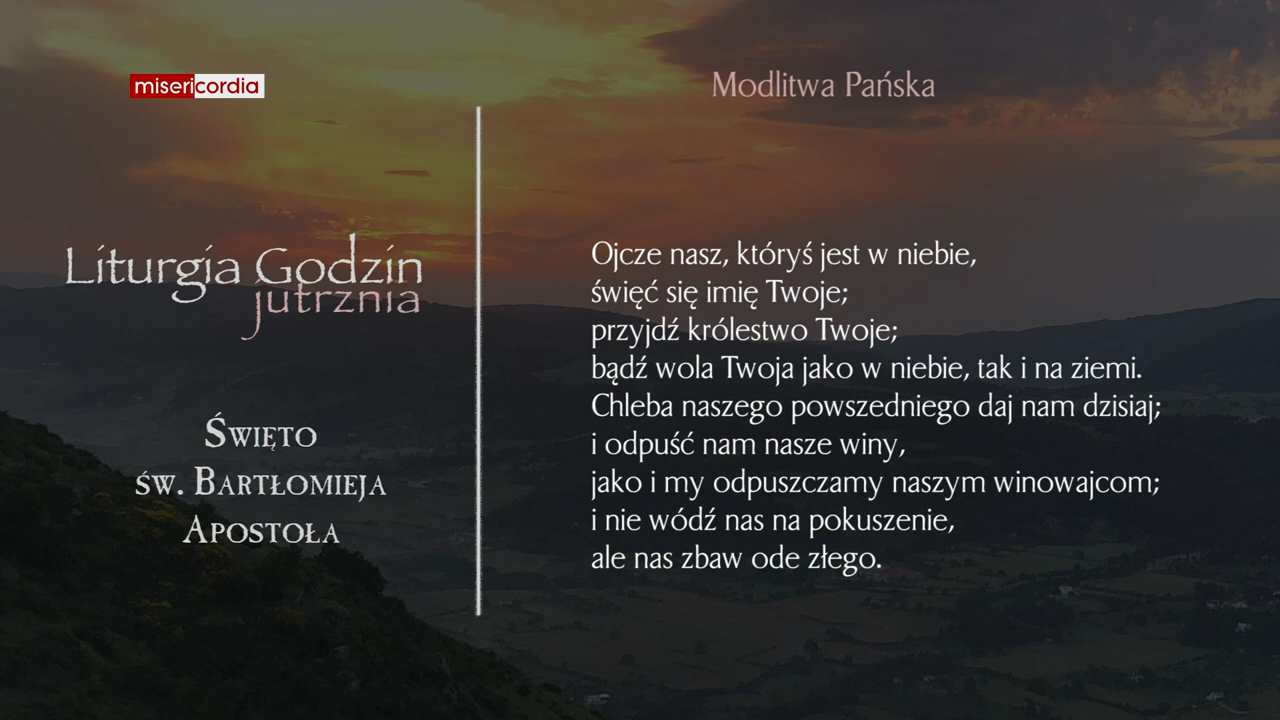 misericordia
Liturgia Godzin
jutrznia
Święto
św. Bartłomieja
Apostoła
Modlitwa Pańska
Ojcze nasz, któryś jest w niebie,
święć się imię Twoje;
przyjdź królestwo Twoje;
bądź wola Twoja jako w niebie, tak i na ziemi.
Chleba naszego powszedniego daj nam dzisiaj;
i odpuść nam nasze winy,
jako i my odpuszczamy naszym winowajcom;
i nie wódź nas na pokuszenie,
ale nas zbaw ode złego.